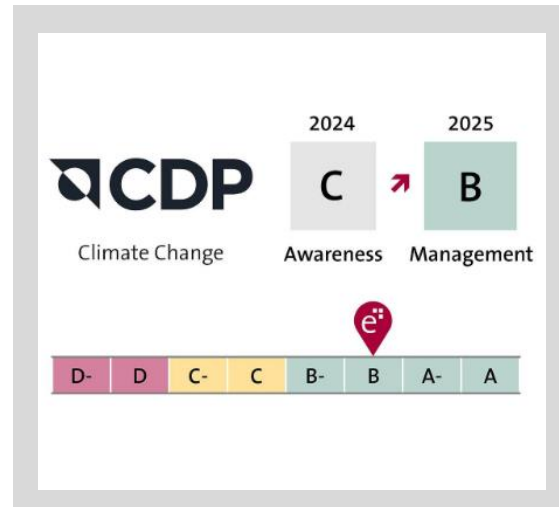 2024 2025
CDP C B
Climate Change Awareness Management
e
D- D C- C B- B A- A